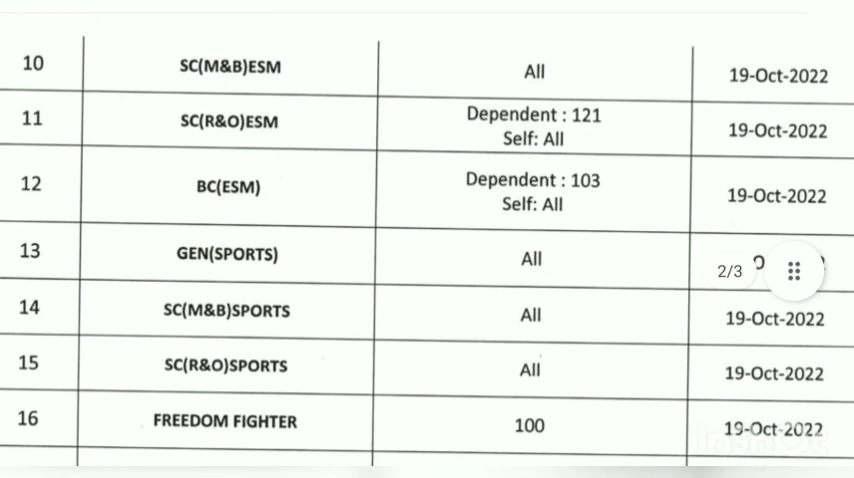 10 SC(M&B)ESM All 19-Oct-2022
11 SC(R&O)ESM Dependent : 121 19-Oct-2022
Self: All
12 BC(ESM) Dependent : 103 19-Oct-2022
Self: All
13 GEN(SPORTS) All
2/3
14 SC(M&B)SPORTS All 19-Oct-2022
15 SC(R&O)SPORTS All 19-Oct-2022
16 FREEDOM FIGHTER 100 19-Oct-2022